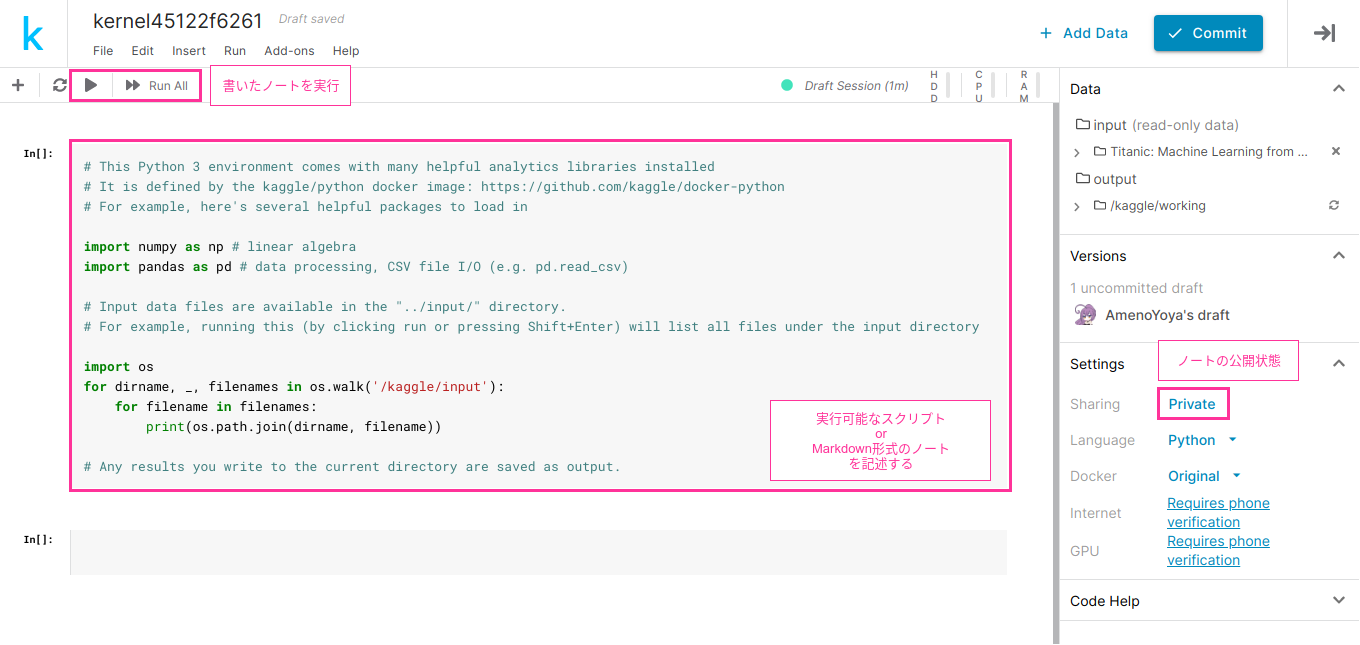 k
kernel45122f6261 Draft saved
File Edit Insert Run Add-ons Help
+ Add Data
Commit
Run All
書いたノートを実行
Draft Session (1m)
HDD
CPU
RAM
In[]:
# This Python 3 environment comes with many helpful analytics libraries installed
# It is defined by the kaggle/python docker image: https://github.com/kaggle/docker-python
# For example, here's several helpful packages to load in
import numpy as np # linear algebra
import pandas as pd # data processing, CSV file I/O (e.g. pd.read_csv)
# Input data files are available in the "../input/" directory.
# For example, running this (by clicking run or pressing Shift+Enter) will list all files under the input directory
import os
for dirname, _, filenames in os.walk('/kaggle/input'):
    for filename in filenames:
        print(os.path.join(dirname, filename))
# Any results you write to the current directory are saved as output.
実行可能なスクリプト
or
Markdown形式のノート
を記述する
In[]:
Data
input (read-only data)
Titanic: Machine Learning from ...
output
/kaggle/working
Versions
1 uncommitted draft
AmenoYoya's draft
Settings
ノートの公開状態
Sharing Private
Language Python
Docker Original
Internet Requires phone
verification
GPU Requires phone
verification
Code Help